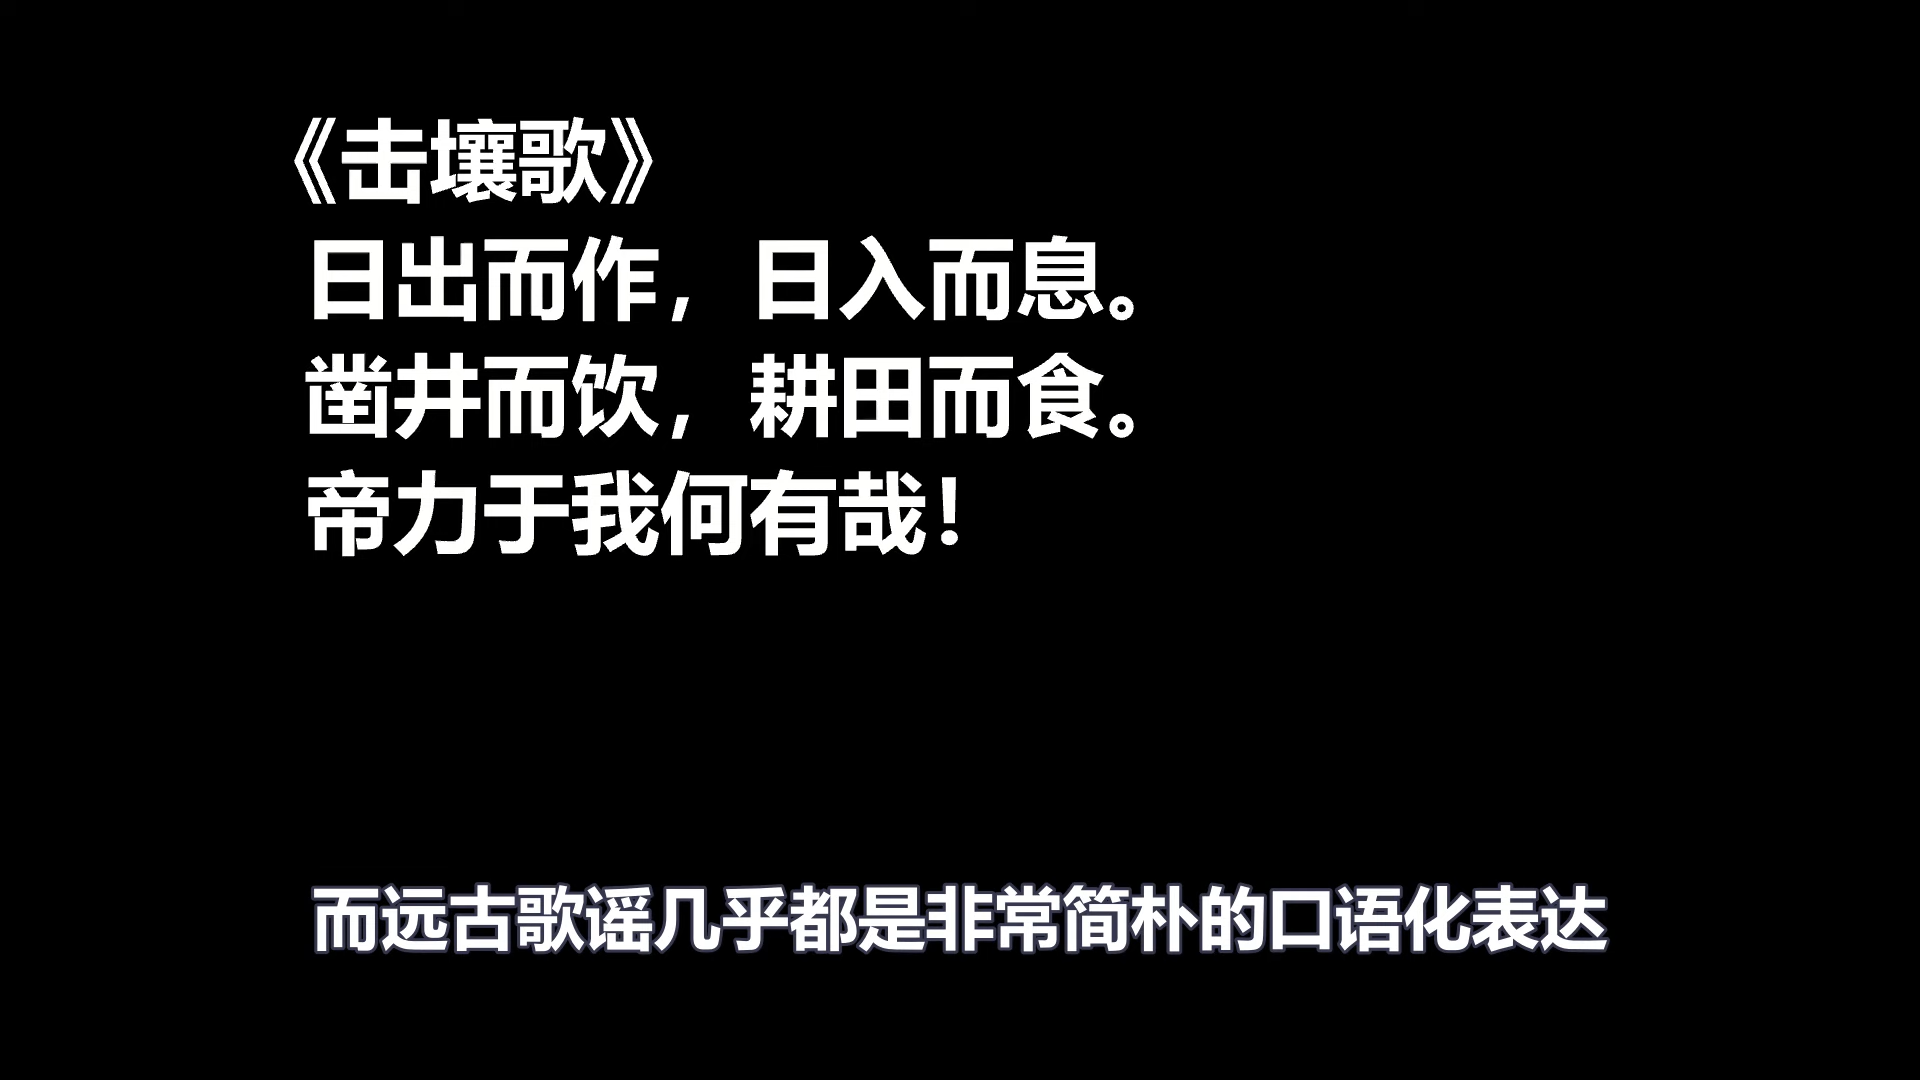 《击壤歌》
日出而作，日入而息。
凿井而饮，耕田而食。
帝力于我何有哉！
而远古歌谣几乎都是非常简朴的口语化表达